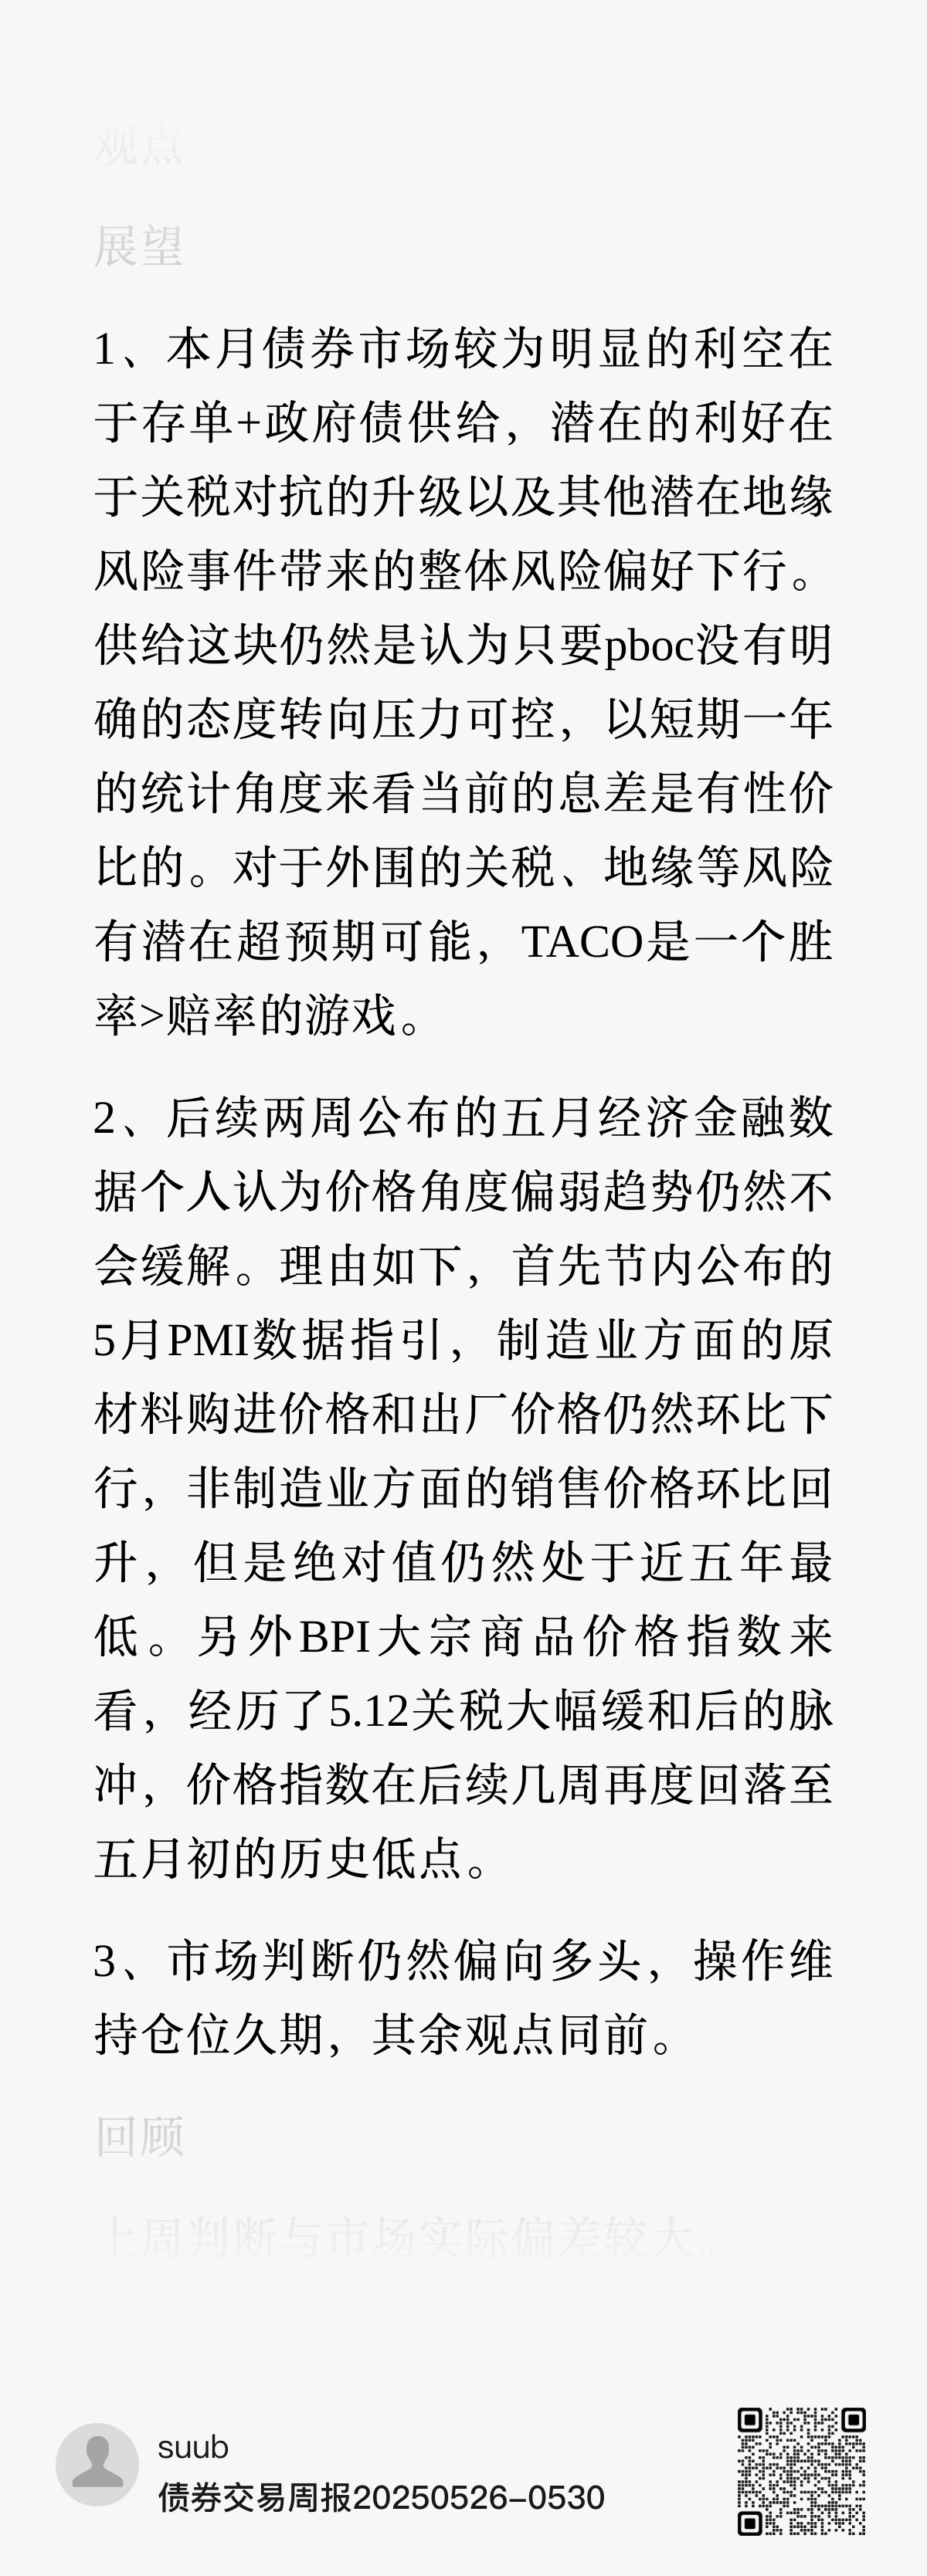 观点
展望
1、本月债券市场较为明显的利空在
于存单+政府债供给，潜在的利好在
于关税对抗的升级以及其他潜在地缘
风险事件带来的整体风险偏好下行。
供给这块仍然是认为只要pboc没有明
确的态度转向压力可控，以短期一年
的统计角度来看当前的息差是有性价
比的。对于外围的关税、地缘等风险
有潜在超预期可能，TACO是一个胜
率>赔率的游戏。
2、后续两周公布的五月经济金融数
据个人认为价格角度偏弱趋势仍然不
会缓解。理由如下，首先节内公布的
5月PMI数据指引，制造业方面的原
材料购进价格和出厂价格仍然环比下
行，非制造业方面的销售价格环比回
升，但是绝对值仍然处于近五年最
低。另外BPI大宗商品价格指数来
看，经历了5.12关税大幅缓和后的脉
冲，价格指数在后续几周再度回落至
五月初的历史低点。
3、市场判断仍然偏向多头，操作维
持仓位久期，其余观点同前。
回顾
上周判断与市场实际偏差较大。
suub
债券交易周报20250526-0530